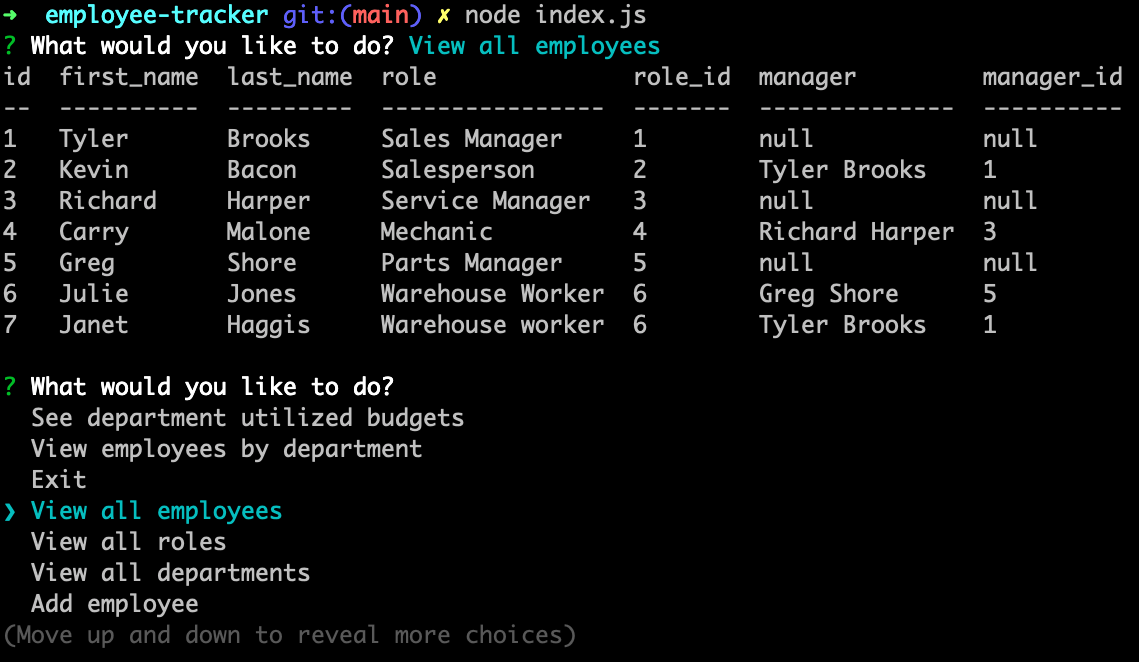 ➜  employee-tracker git:(main) ✗ node index.js
? What would you like to do? View all employees
id  first_name  last_name  role              role_id  manager         manager_id
--  ----------  ---------  ----------------  -------  --------------  ----------
1   Tyler       Brooks     Sales Manager     1        null            null
2   Kevin       Bacon      Salesperson       2        Tyler Brooks    1
3   Richard     Harper     Service Manager   3        null            null
4   Carry       Malone     Mechanic          4        Richard Harper  3
5   Greg        Shore      Parts Manager     5        null            null
6   Julie       Jones      Warehouse Worker  6        Greg Shore      5
7   Janet       Haggis     Warehouse worker  6        Tyler Brooks    1
? What would you like to do?
  See department utilized budgets
  View employees by department
  Exit
❯ View all employees
  View all roles
  View all departments
  Add employee
(Move up and down to reveal more choices)